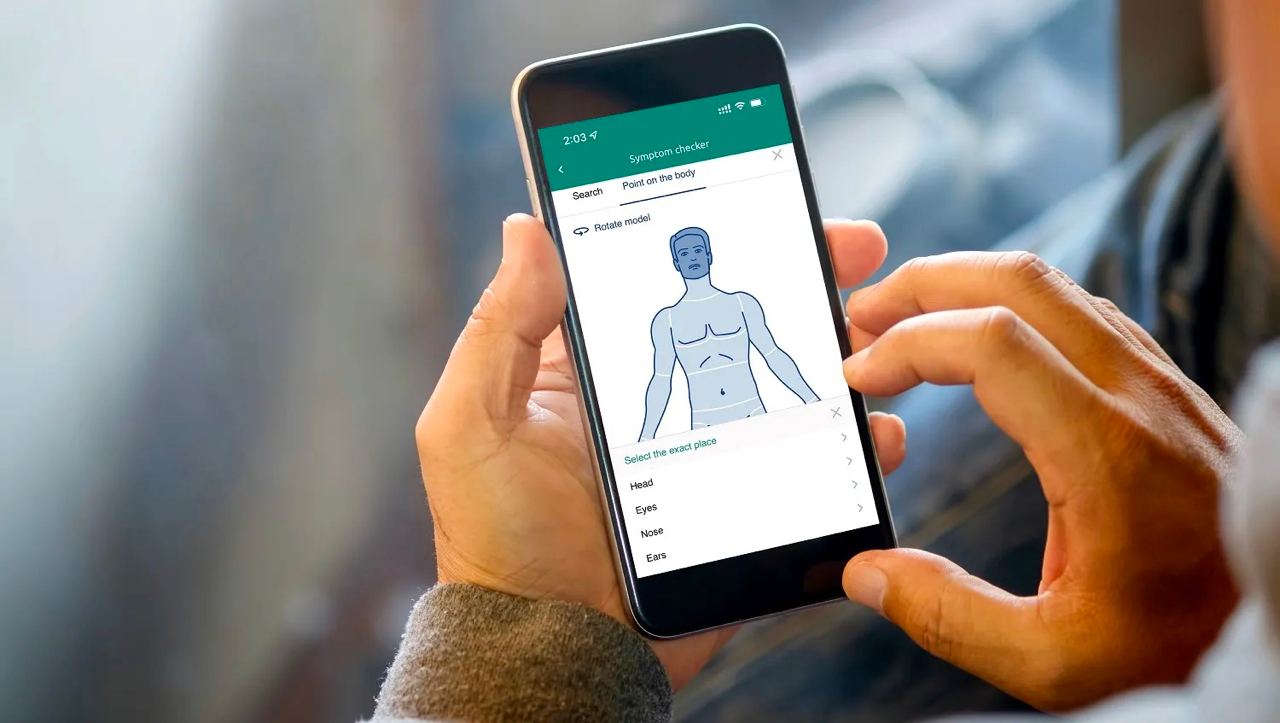 2:03
Symptom checker
Search Point on the body
Rotate model
Select the exact place
Head
Eyes
Nose
Ears